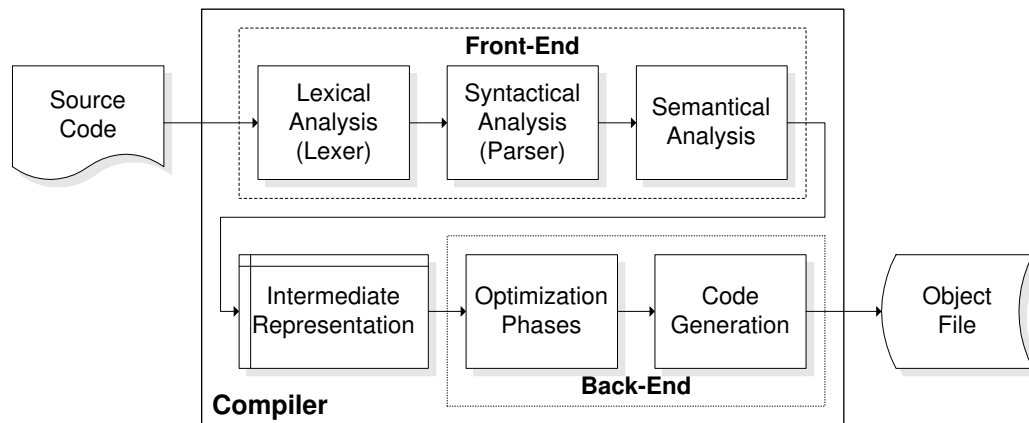 Front-End
Source
Code
Lexical
Analysis
(Lexer)
Syntactical
Analysis
(Parser)
Semantical
Analysis
Intermediate
Representation
Optimization
Phases
Code
Generation
Object
File
Back-End
Compiler